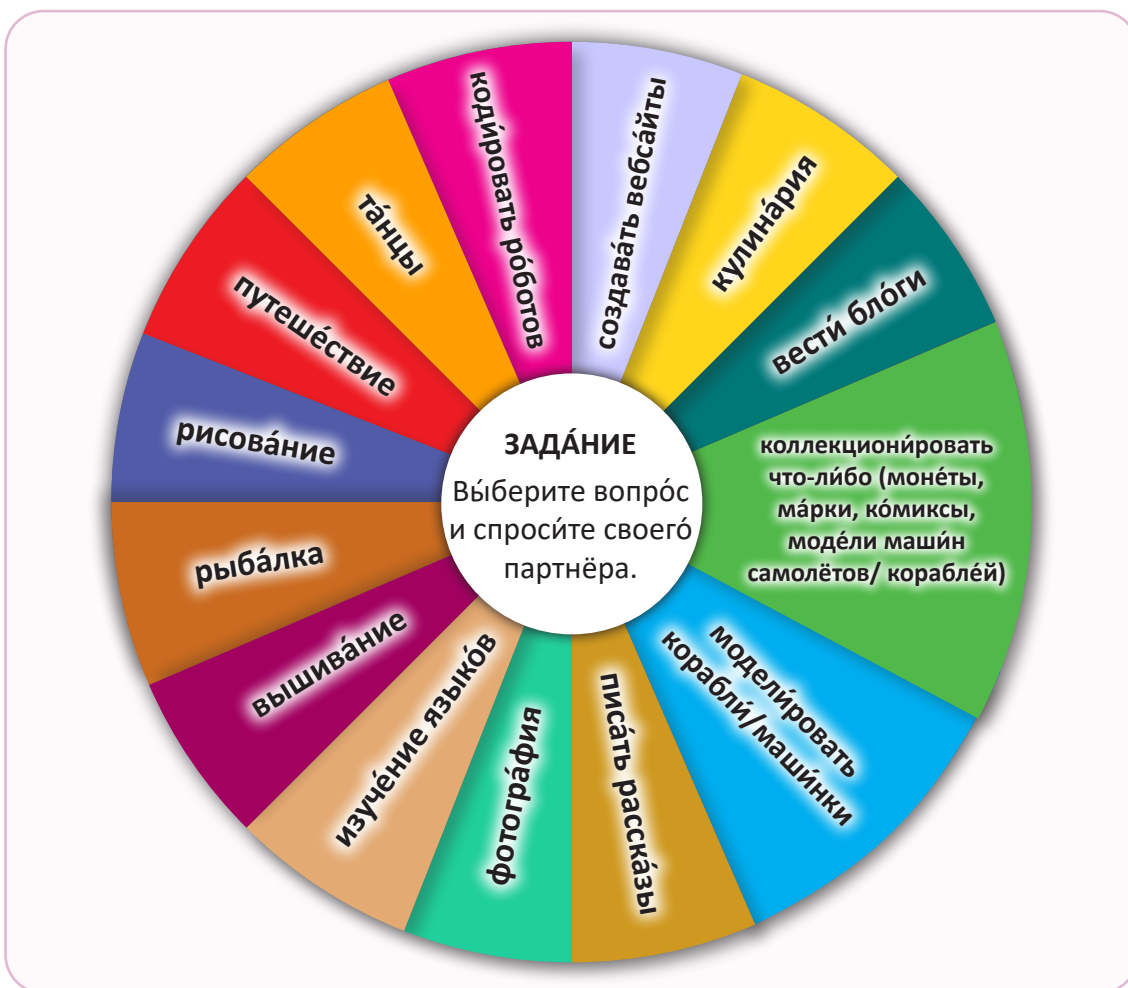 ЗАДА́НИЕ
Вы́берите вопро́с
и спроси́те своего́
партнёра.
создава́ть вебса́йты
кулина́рия
вести́ бло́ги
коллекциони́ровать
что-ли́бо (моне́ты,
ма́рки, ко́миксы,
моде́ли маши́н
самолётов/ корабле́й)
модели́ровать
корабли́/маши́нки
писа́ть расска́зы
фотогра́фия
изуче́ние языко́в
вышива́ние
рыба́лка
рисова́ние
путеше́ствие
та́нцы
коди́ровать ро́ботов